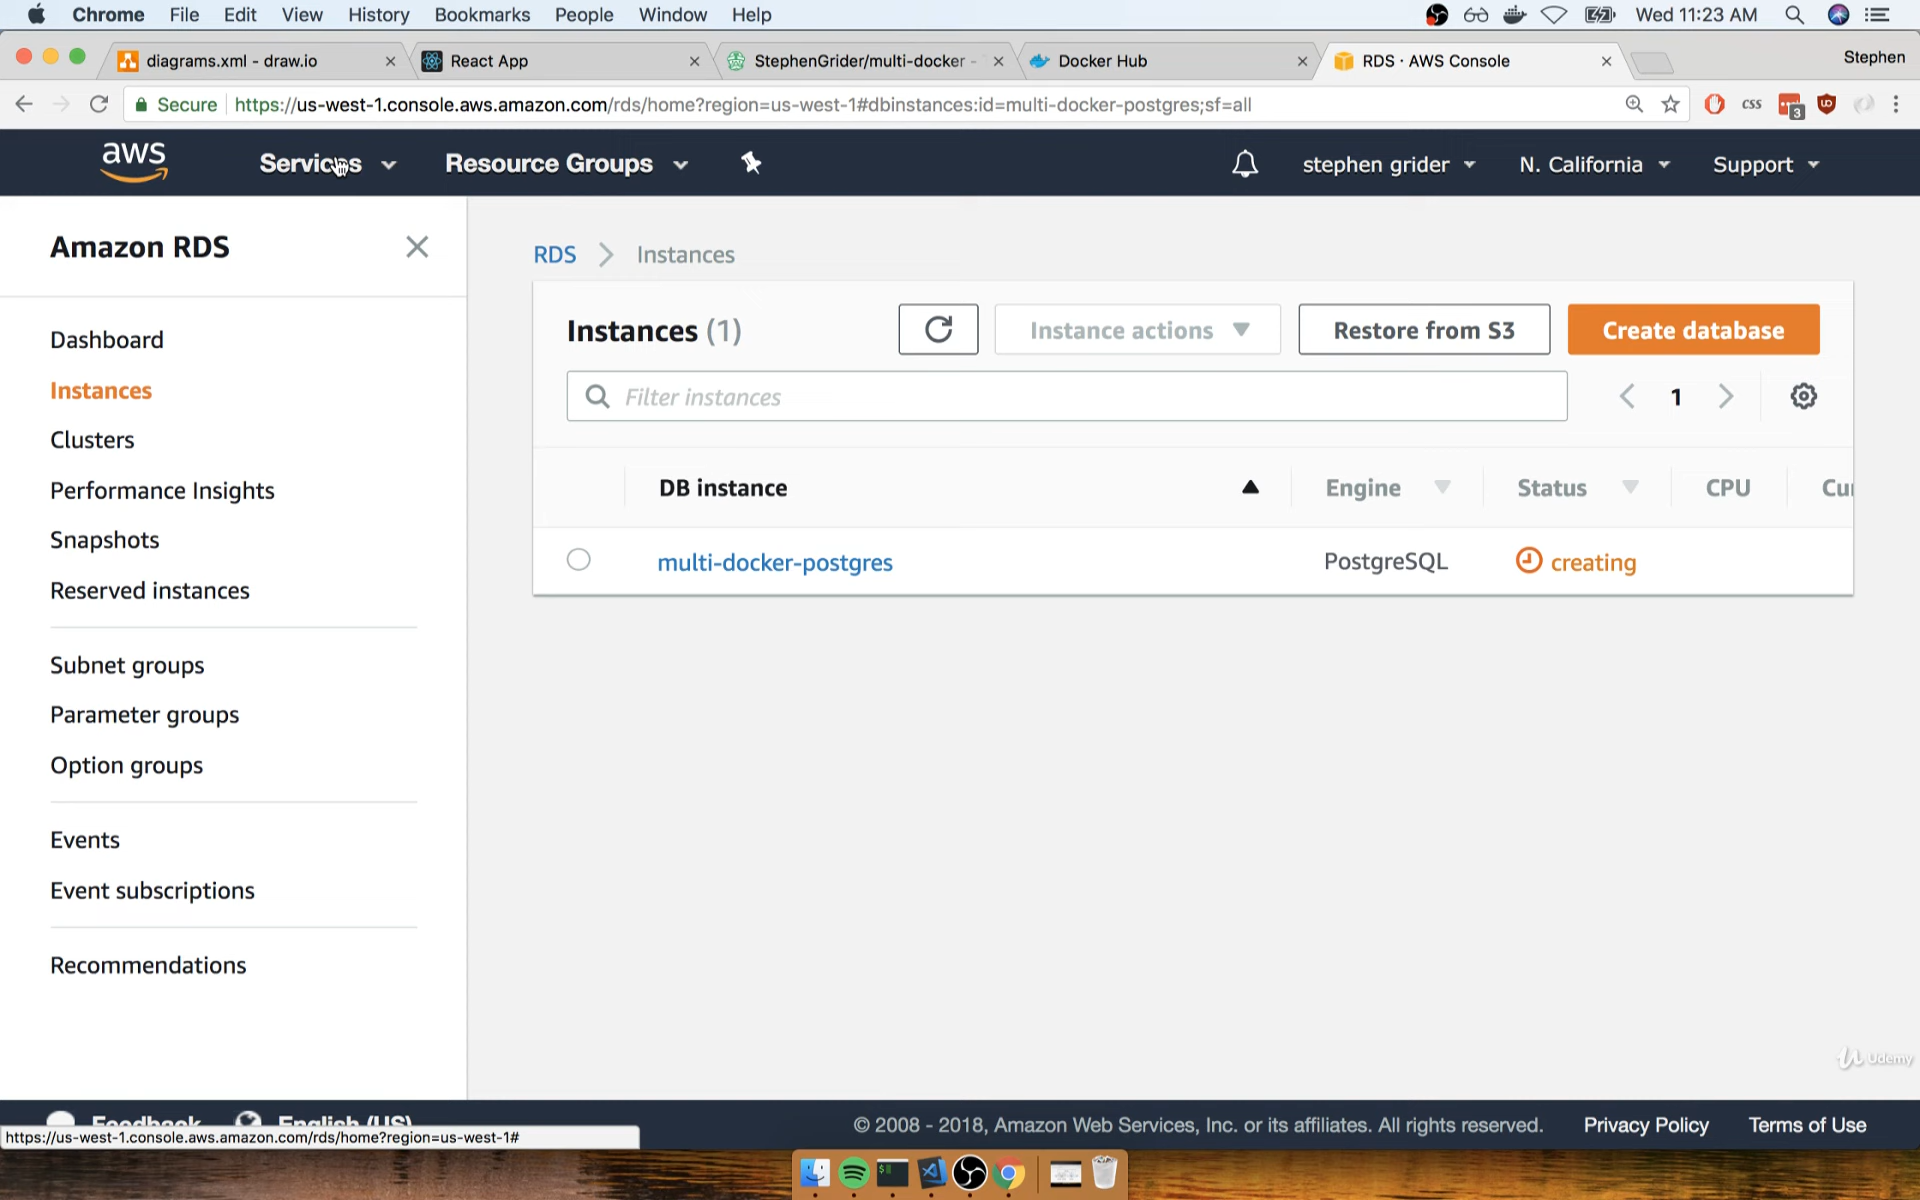 Chrome File Edit View History Bookmarks People Window Help Wed 11:23 AM
diagrams.xml - draw.io React App StephenGrider/multi-docker - Docker Hub RDS · AWS Console Stephen
Secure https://us-west-1.console.aws.amazon.com/rds/home?region=us-west-1#dbinstances:id=multi-docker-postgres;sf=all css 3
aws Services Resource Groups stephen grider N. California Support
Amazon RDS
Dashboard
Instances
Clusters
Performance Insights
Snapshots
Reserved instances
Subnet groups
Parameter groups
Option groups
Events
Event subscriptions
Recommendations
RDS > Instances
Instances (1) Instance actions Restore from S3 Create database
Filter instances 1
DB instance Engine Status CPU Cur
multi-docker-postgres PostgreSQL creating
Udemy
Feedback English (US) © 2008 - 2018, Amazon Web Services, Inc. or its affiliates. All rights reserved. Privacy Policy Terms of Use
https://us-west-1.console.aws.amazon.com/rds/home?region=us-west-1#